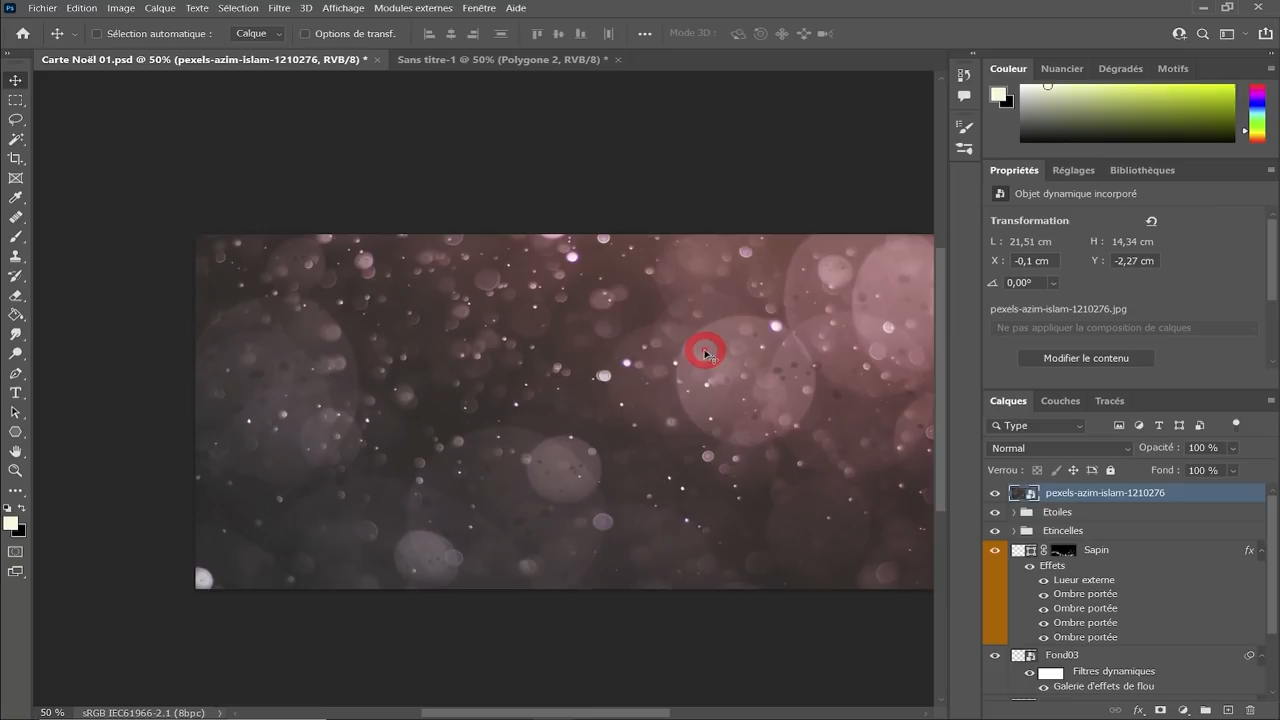 Ps Fichier Edition Image Calque Texte Sélection Filtre 3D Affichage Modules externes Fenêtre Aide
Sélection automatique : Calque Options de transf. Mode 3D :
Carte Noël 01.psd @ 50% (pexels-azim-islam-1210276, RVB/8) * Sans titre-1 @ 50% (Polygone 2, RVB/8) *
Couleur Nuancier Dégradés Motifs
Propriétés Réglages Bibliothèques
Objet dynamique incorporé
Transformation
L : 21,51 cm H : 14,34 cm
X : -0,1 cm Y : -2,27 cm
0,00°
pexels-azim-islam-1210276.jpg
Ne pas appliquer la composition de calques
Modifier le contenu
Calques Couches Tracés
Type
Normal Opacité : 100 %
Verrou : Fond : 100 %
pexels-azim-islam-1210276
Etoiles
Etincelles
Sapin fx
Effets
Lueur externe
Ombre portée
Ombre portée
Ombre portée
Ombre portée
Fond03
Filtres dynamiques
Galerie d'effets de flou
50 % sRGB IEC61966-2.1 (8bpc) fx